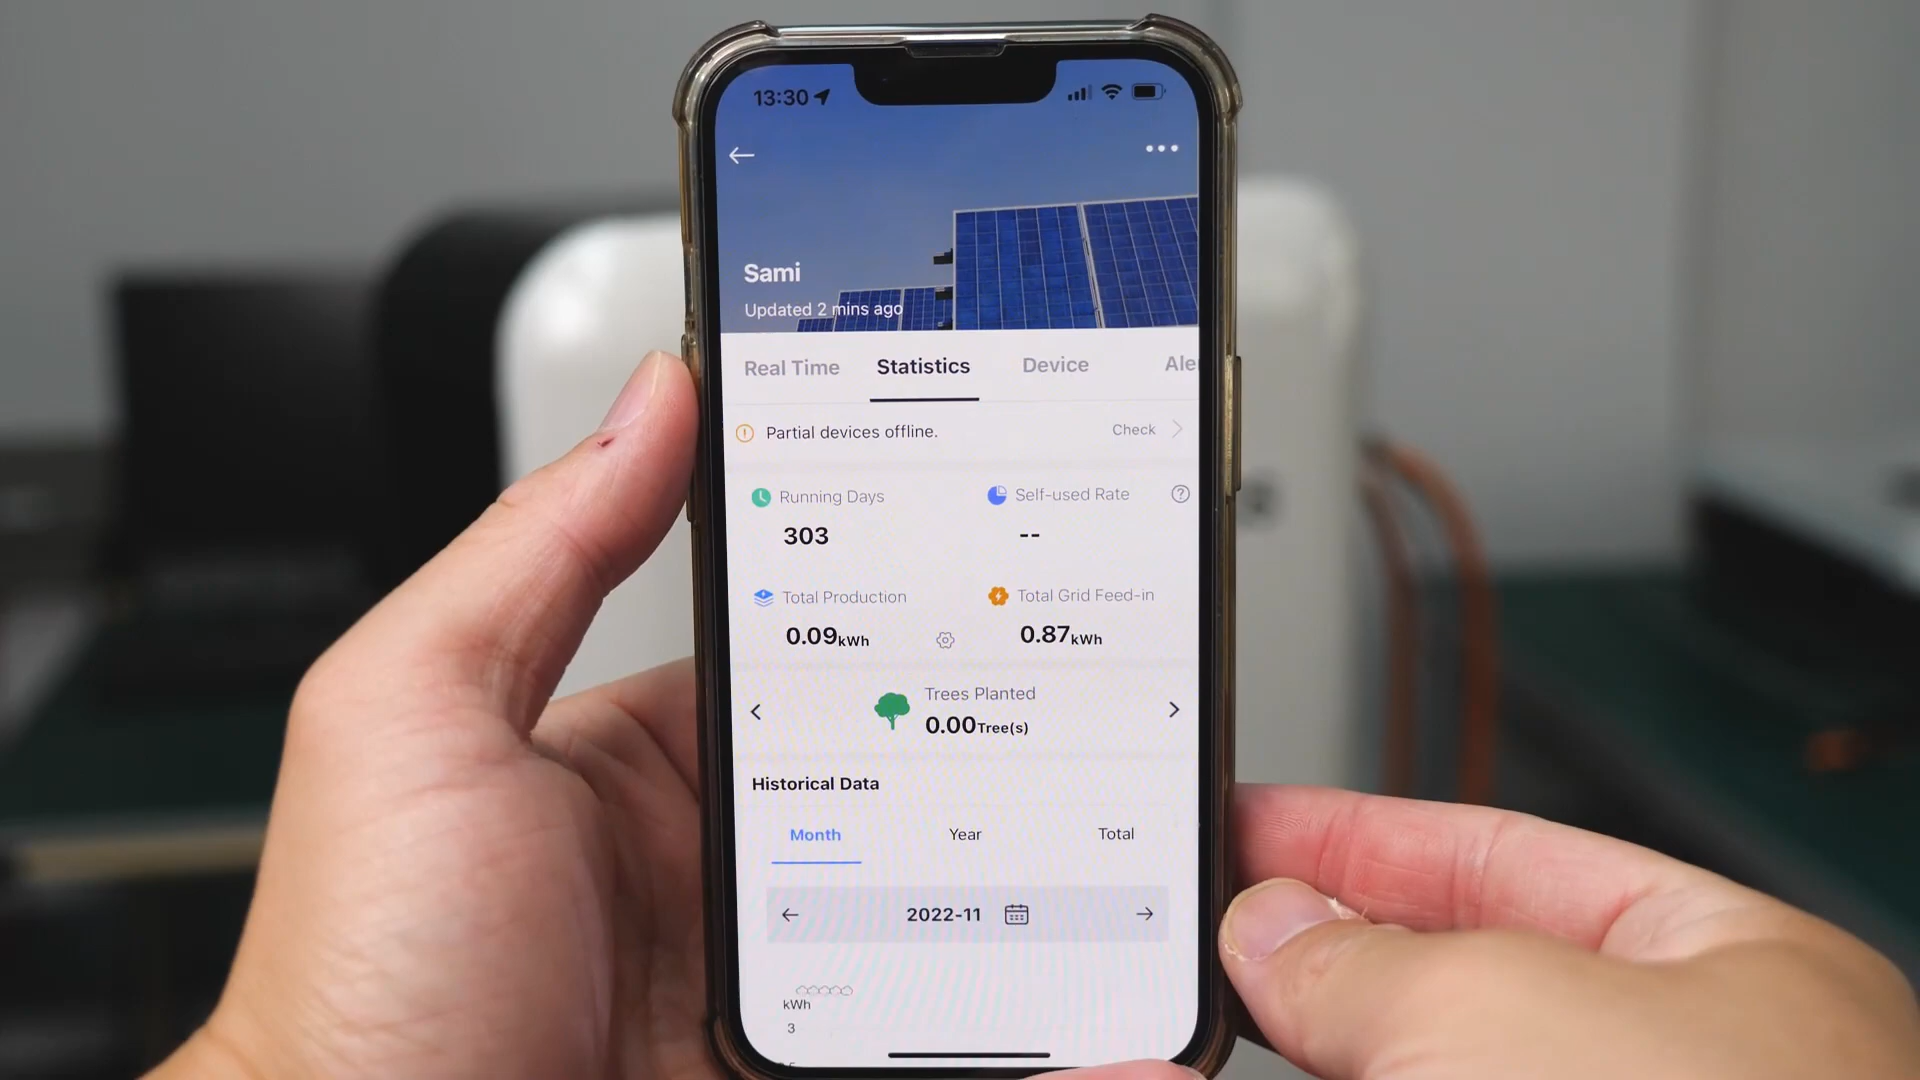 13:30
Sami
Updated 2 mins ago
Real Time Statistics Device Ale
Partial devices offline. Check
Running Days Self-used Rate ?
303 --
Total Production Total Grid Feed-in
0.09kWh 0.87kWh
Trees Planted
0.00Tree(s)
Historical Data
Month Year Total
2022-11
kWh
3